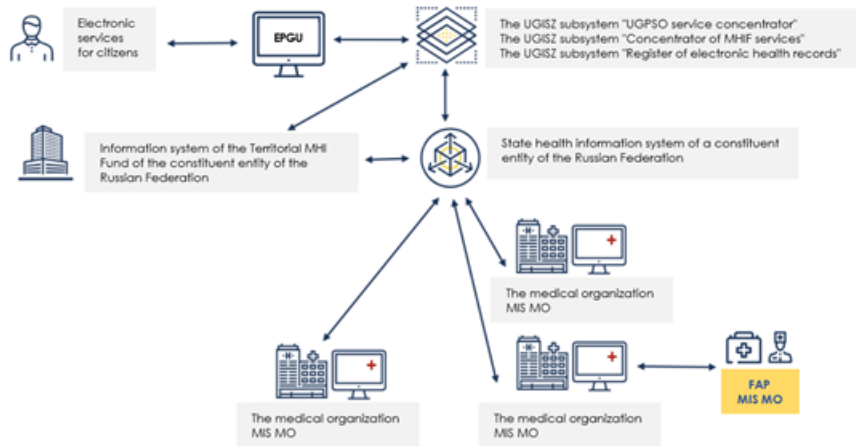 Electronic
services
for citizens
EPGU
The UGISZ subsystem "UGPSO service concentrator"
The UGISZ subsystem "Concentrator of MHIF services"
The UGISZ subsystem "Register of electronic health records"
Information system of the Territorial MHI
Fund of the constituent entity of the
Russian Federation
State health information system of a constituent
entity of the Russian Federation
The medical organization
MIS MO
The medical organization
MIS MO
The medical organization
MIS MO
FAP
MIS MO